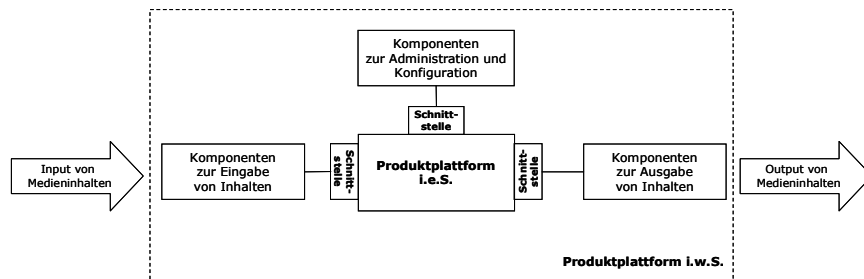 Komponenten
zur Administration und
Konfiguration
Schnitt-
stelle
Input von
Medieninhalten
Komponenten
zur Eingabe
von Inhalten
Schnitt-
stelle
Produktplattform
i.e.S.
Schnitt-
stelle
Komponenten
zur Ausgabe
von Inhalten
Output von
Medieninhalten
Produktplattform i.w.S.